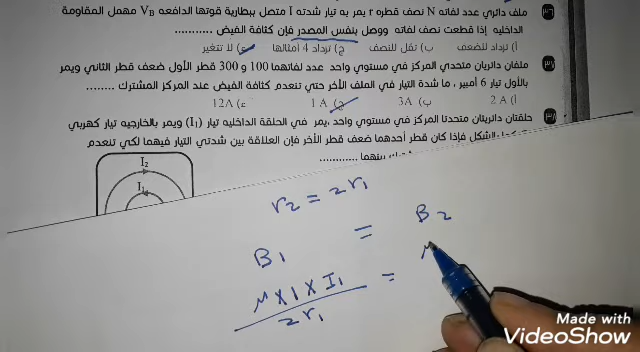 ملف دائري عدد لفاته N نصف قطره r يمر به تيار شدته I متصل ببطارية قوتها الدافعه VB مهمل المقاومة
الداخليه إذا قطعت نصف لفاته ووصل بنفس المصدر فإن كثافة الفيض ............
أ) تزداد للضعف ب) تقل للنصف ج) تزداد 4 أمثالها د) لا تتغير
ملفان دائريان متحدي المركز في مستوي واحد عدد لفاتهما 100 و 300 قطر الأول ضعف قطر الثاني ويمر
بالأول تيار 6 أمبير، ما شدة التيار في الملف الأخر حتي تنعدم كثافة الفيض عند المركز المشترك ........
أ) 2 A ب) 3A ج) 1 A د) 12A
حلقتان دائريتان متحدتا المركز في مستوي واحد ،يمر في الحلقة الداخليه تيار (I1) ويمر بالخارجيه تيار كهربي
الشكل فإذا كان قطر أحدهما ضعف قطر الأخر فإن العلاقة بين شدتي التيار فيهما لكي تنعدم
بينهما ............
I2
I1
r2 = 2r1
B1 = B2
μ×1×I1 = μ
2r1
Made with
VideoShow